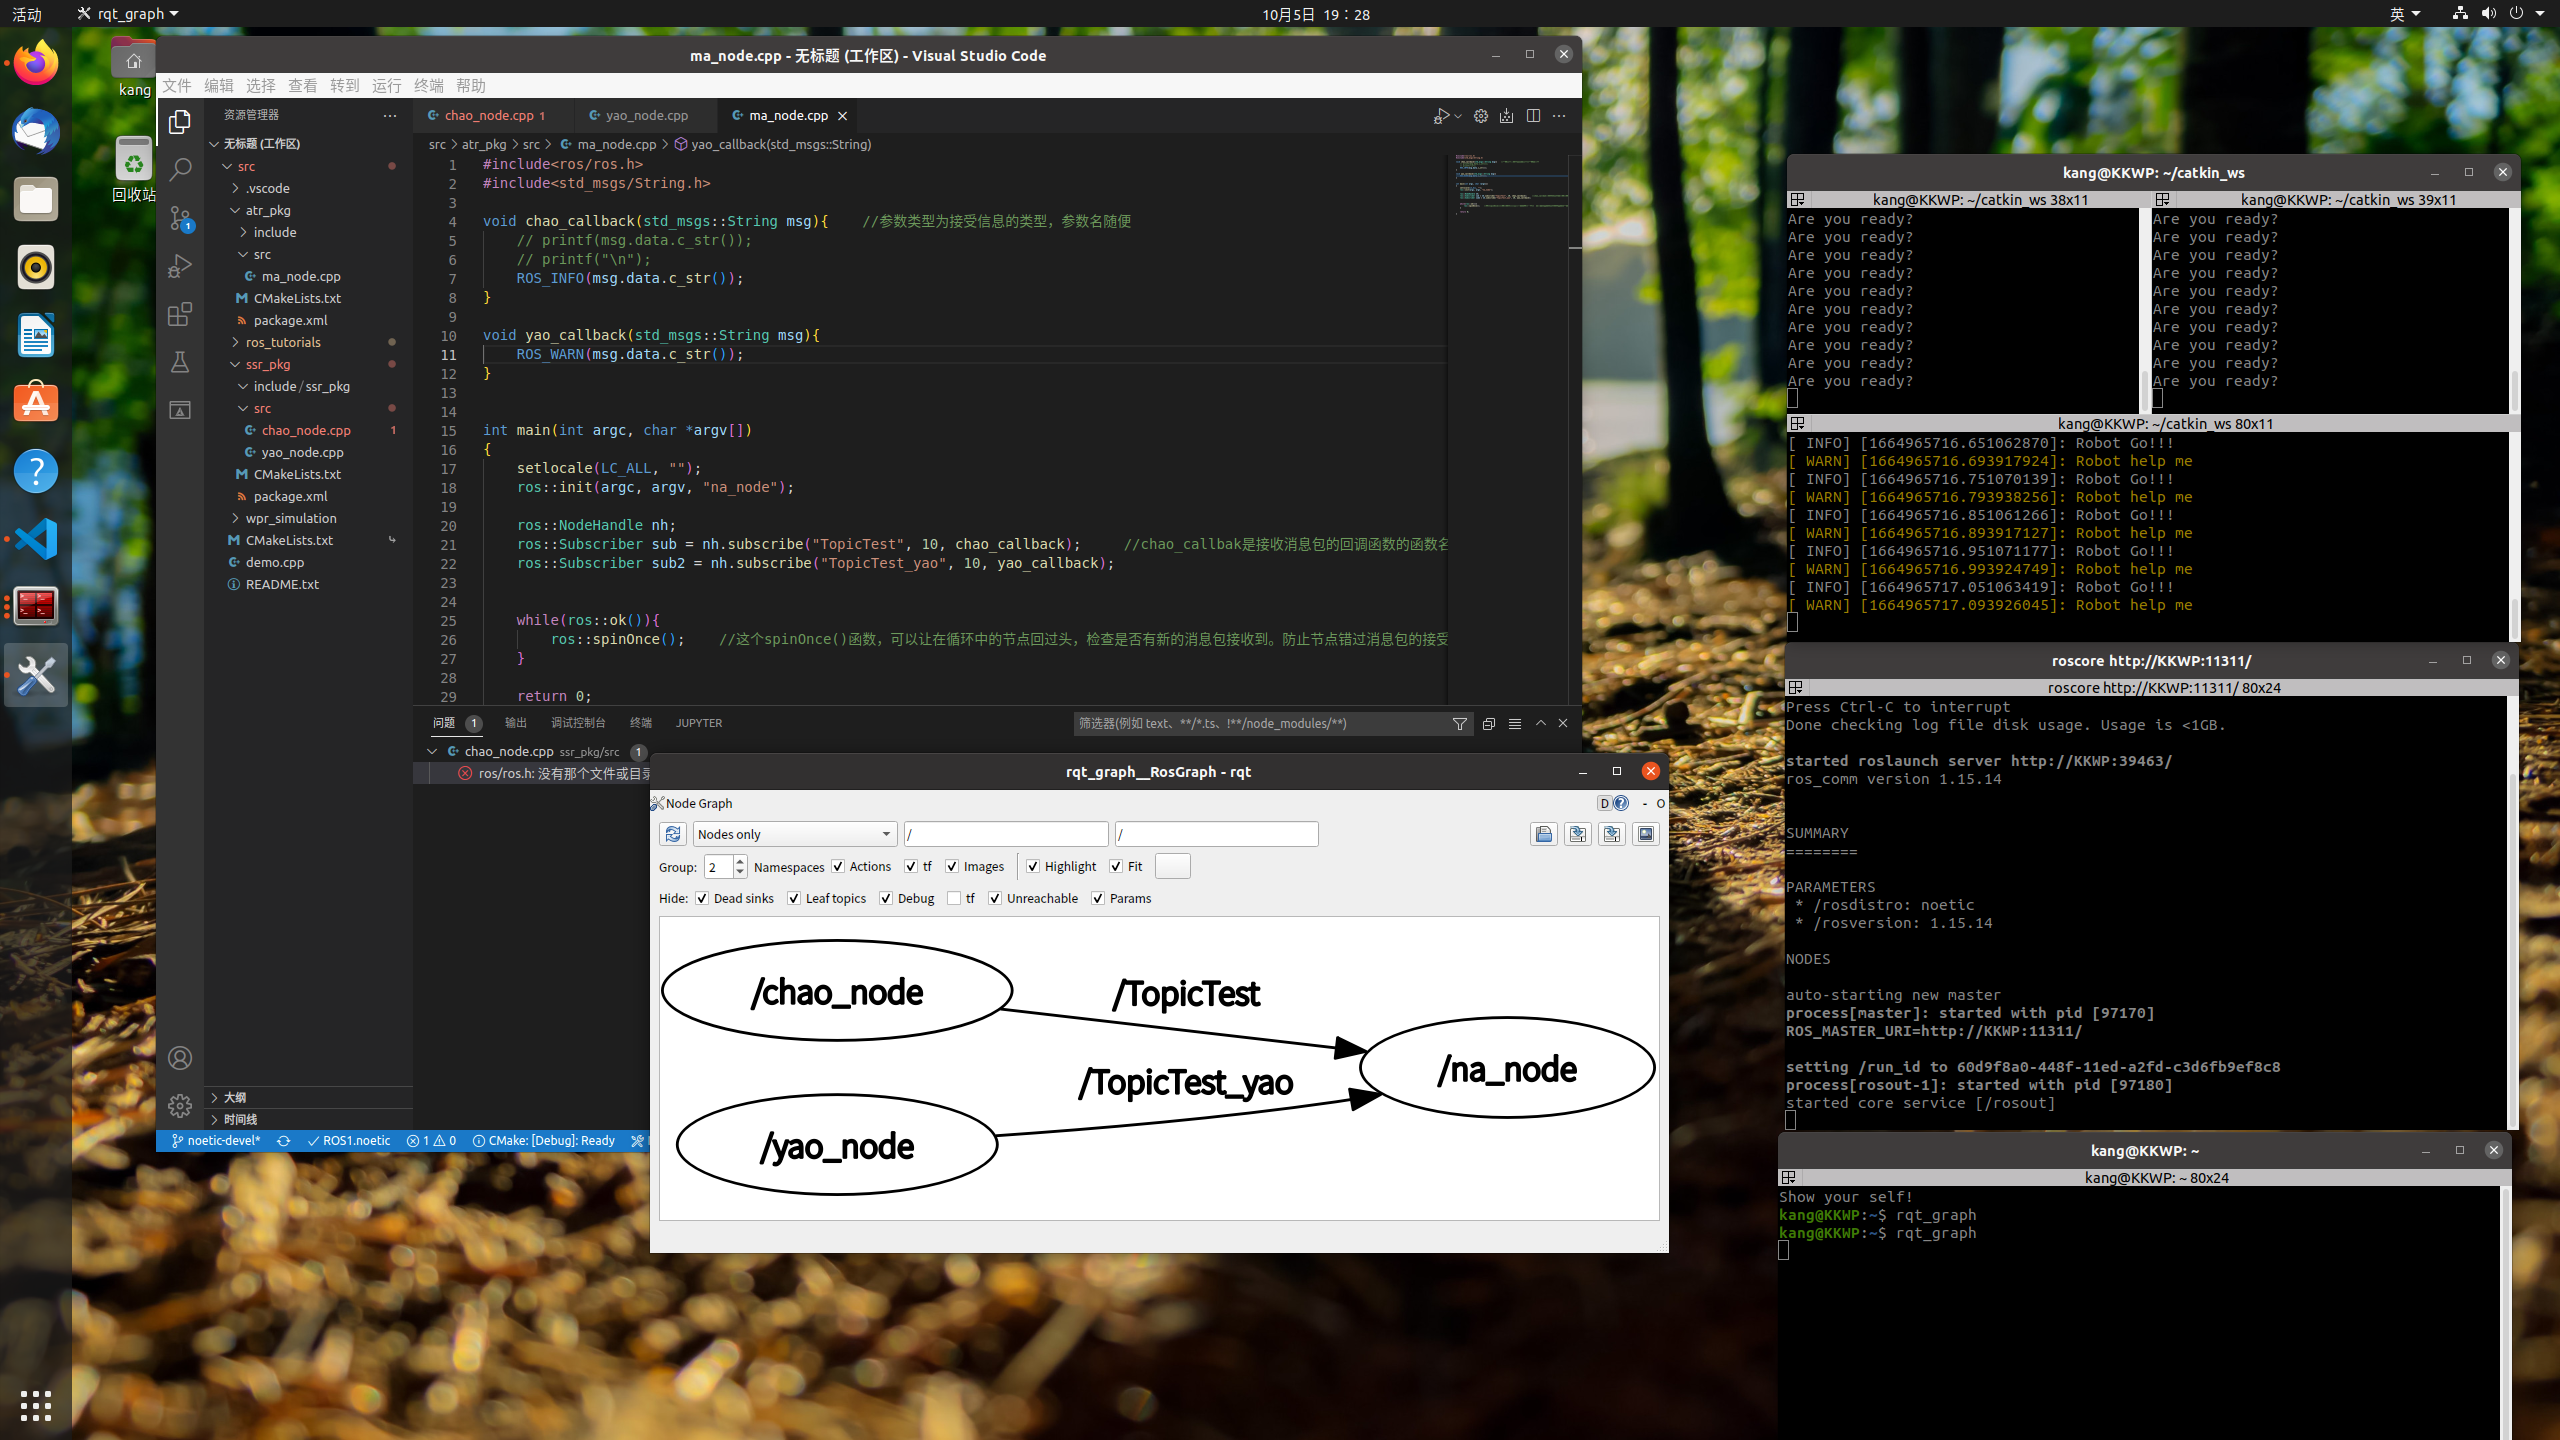 活动
rqt_graph
10月5日 19：28
英
kang
回收站
ma_node.cpp - 无标题 (工作区) - Visual Studio Code
文件 编辑 选择 查看 转到 运行 终端 帮助
资源管理器
无标题 (工作区)
src
.vscode
atr_pkg
include
src
ma_node.cpp
CMakeLists.txt
package.xml
ros_tutorials
ssr_pkg
include/ssr_pkg
src
chao_node.cpp 1
yao_node.cpp
CMakeLists.txt
package.xml
wpr_simulation
CMakeLists.txt
demo.cpp
README.txt
大纲
时间线
1
chao_node.cpp 1
yao_node.cpp
ma_node.cpp
src > atr_pkg > src > ma_node.cpp > yao_callback(std_msgs::String)
1 #include<ros/ros.h>
2 #include<std_msgs/String.h>
3
4 void chao_callback(std_msgs::String msg){    //参数类型为接受信息的类型，参数名随便
5     // printf(msg.data.c_str());
6     // printf("\n");
7     ROS_INFO(msg.data.c_str());
8 }
9
10 void yao_callback(std_msgs::String msg){
11     ROS_WARN(msg.data.c_str());
12 }
13
14
15 int main(int argc, char *argv[])
16 {
17     setlocale(LC_ALL, "");
18     ros::init(argc, argv, "na_node");
19
20     ros::NodeHandle nh;
21     ros::Subscriber sub = nh.subscribe("TopicTest", 10, chao_callback);     //chao_callbak是接收消息包的回调函数的函数名
22     ros::Subscriber sub2 = nh.subscribe("TopicTest_yao", 10, yao_callback);
23
24
25     while(ros::ok()){
26         ros::spinOnce();    //这个spinOnce()函数，可以让在循环中的节点回过头，检查是否有新的消息包接收到。防止节点错过消息包的接受
27     }
28
29     return 0;
问题 1 输出 调试控制台 终端 JUPYTER
筛选器(例如 text、**/*.ts、!**/node_modules/**)
chao_node.cpp ssr_pkg/src 1
ros/ros.h: 没有那个文件或目录
noetic-devel* ROS1.noetic 1 0 CMake: [Debug]: Ready
rqt_graph__RosGraph - rqt
Node Graph
D - O
Nodes only / /
Group: 2 Namespaces Actions tf Images Highlight Fit
Hide: Dead sinks Leaf topics Debug tf Unreachable Params
/chao_node
/TopicTest
/na_node
/TopicTest_yao
/yao_node
kang@KKWP: ~/catkin_ws
kang@KKWP: ~/catkin_ws 38x11
Are you ready?
Are you ready?
Are you ready?
Are you ready?
Are you ready?
Are you ready?
Are you ready?
Are you ready?
Are you ready?
Are you ready?
kang@KKWP: ~/catkin_ws 39x11
Are you ready?
Are you ready?
Are you ready?
Are you ready?
Are you ready?
Are you ready?
Are you ready?
Are you ready?
Are you ready?
Are you ready?
kang@KKWP: ~/catkin_ws 80x11
[ INFO] [1664965716.651062870]: Robot Go!!!
[ WARN] [1664965716.693917924]: Robot help me
[ INFO] [1664965716.751070139]: Robot Go!!!
[ WARN] [1664965716.793938256]: Robot help me
[ INFO] [1664965716.851061266]: Robot Go!!!
[ WARN] [1664965716.893917127]: Robot help me
[ INFO] [1664965716.951071177]: Robot Go!!!
[ WARN] [1664965716.993924749]: Robot help me
[ INFO] [1664965717.051063419]: Robot Go!!!
[ WARN] [1664965717.093926045]: Robot help me
roscore http://KKWP:11311/
roscore http://KKWP:11311/ 80x24
Press Ctrl-C to interrupt
Done checking log file disk usage. Usage is <1GB.
started roslaunch server http://KKWP:39463/
ros_comm version 1.15.14
SUMMARY
========
PARAMETERS
* /rosdistro: noetic
* /rosversion: 1.15.14
NODES
auto-starting new master
process[master]: started with pid [97170]
ROS_MASTER_URI=http://KKWP:11311/
setting /run_id to 60d9f8a0-448f-11ed-a2fd-c3d6fb9ef8c8
process[rosout-1]: started with pid [97180]
started core service [/rosout]
kang@KKWP: ~
kang@KKWP: ~ 80x24
Show your self!
kang@KKWP:~$ rqt_graph
kang@KKWP:~$ rqt_graph